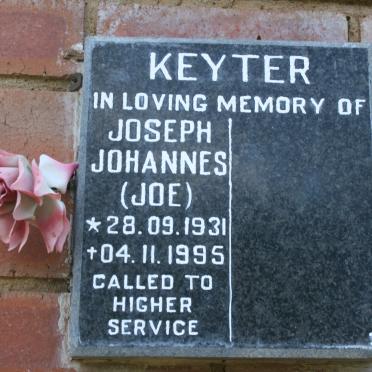 KEYTER
IN LOVING MEMORY OF
JOSEPH
JOHANNES
(JOE)
* 28.09.1931
† 04.11.1995
CALLED TO
HIGHER
SERVICE